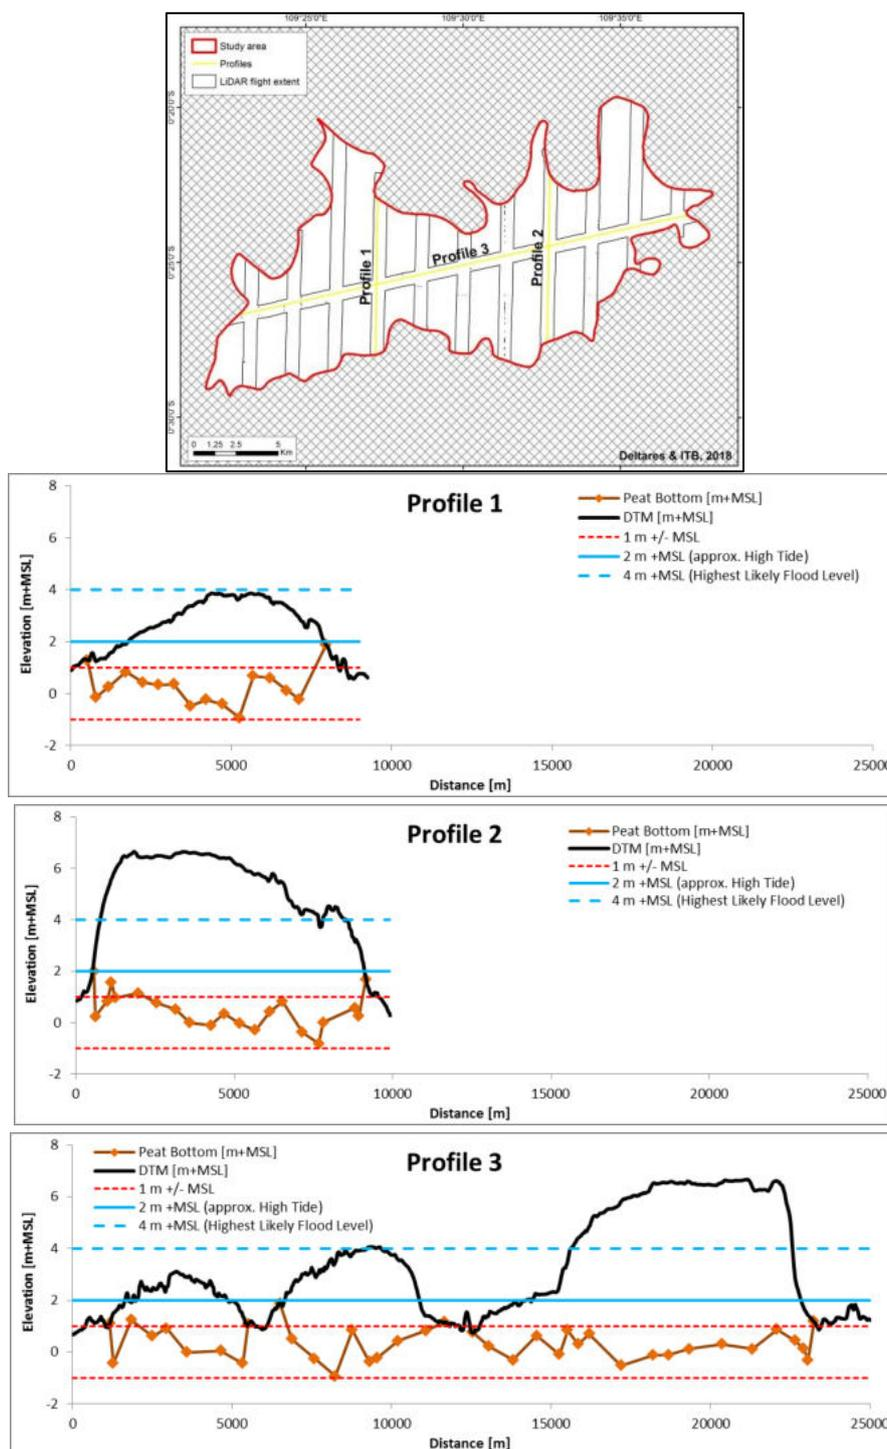 109°25'0"E 109°30'0"E 109°35'0"E
Study area
Profiles
LiDAR flight extent
0°20'0"S
0°25'0"S
0°30'0"S
Profile 1
Profile 3
Profile 2
0 1.25 2.5 5
Km
Deltares & ITB, 2018
Profile 1
Peat Bottom [m+MSL]
DTM [m+MSL]
1 m +/- MSL
2 m +MSL (approx. High Tide)
4 m +MSL (Highest Likely Flood Level)
Elevation [m+MSL]
8
6
4
2
0
-2
0 5000 10000 15000 20000 25000
Distance [m]
Profile 2
Peat Bottom [m+MSL]
DTM [m+MSL]
1 m +/- MSL
2 m +MSL (approx. High Tide)
4 m +MSL (Highest Likely Flood Level)
Elevation [m+MSL]
8
6
4
2
0
-2
0 5000 10000 15000 20000 25000
Distance [m]
Profile 3
Peat Bottom [m+MSL]
DTM [m+MSL]
1 m +/- MSL
2 m +MSL (approx. High Tide)
4 m +MSL (Highest Likely Flood Level)
Elevation [m+MSL]
8
6
4
2
0
-2
0 5000 10000 15000 20000 25000
Distance [m]